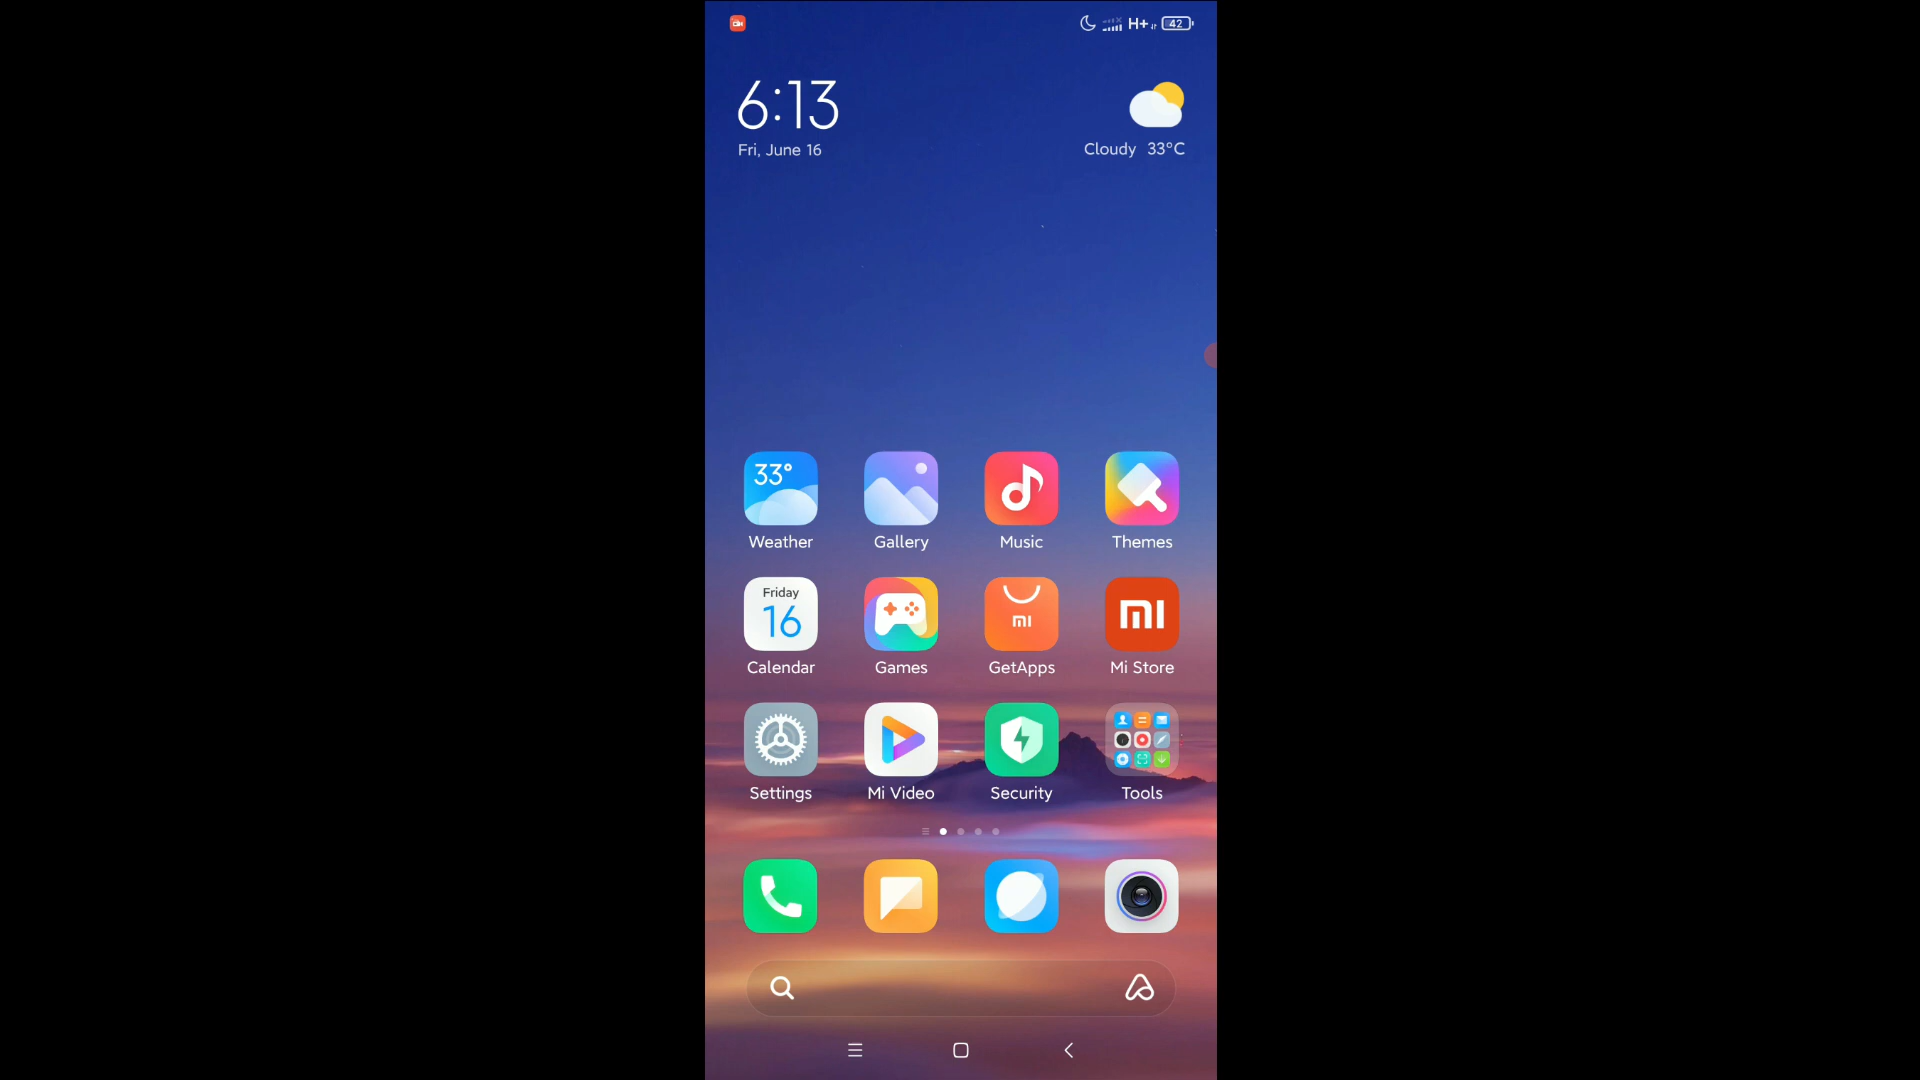 H+ 42
6:13
Fri, June 16
Cloudy 33°C
33°
Weather Gallery Music Themes
Friday
16
mi
mi
Calendar Games GetApps Mi Store
Settings Mi Video Security Tools